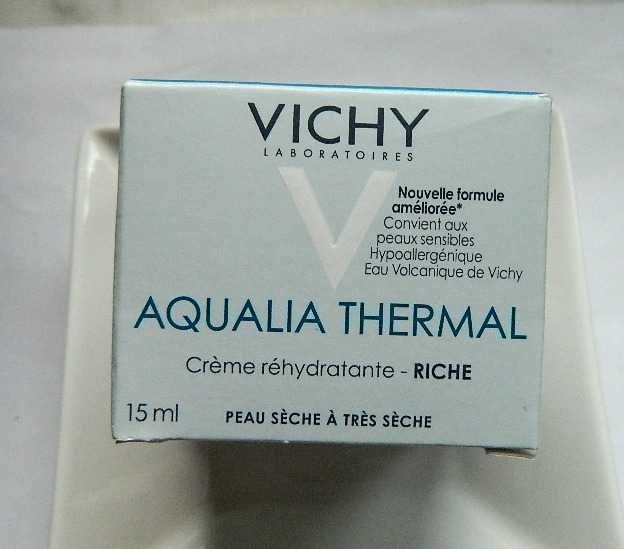 VICHY
LABORATOIRES
Nouvelle formule
améliorée*
Convient aux
peaux sensibles
Hypoallergénique
Eau Volcanique de Vichy
AQUALIA THERMAL
Crème réhydratante - RICHE
15 ml PEAU SÈCHE À TRÈS SÈCHE